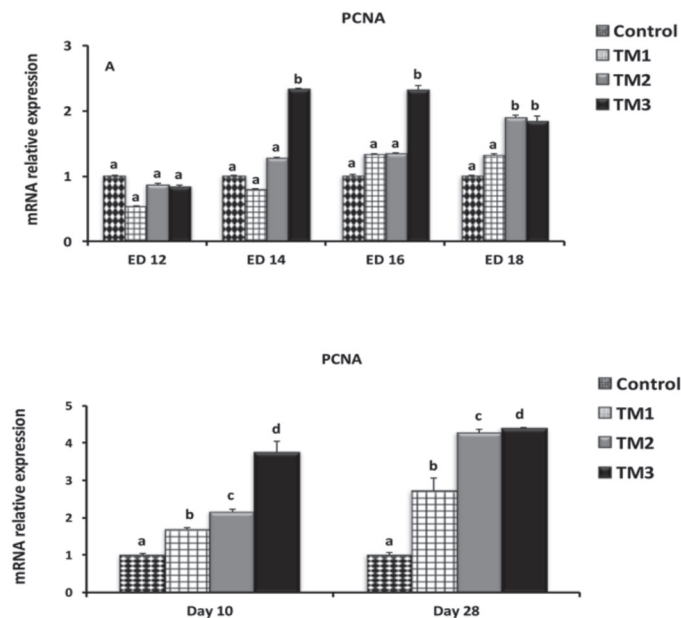 PCNA
Control
TM1
TM2
TM3
A
mRNA relative expression
3
2
1
0
a a a a
a a a b
a a a b
a a b b
ED 12 ED 14 ED 16 ED 18
PCNA
Control
TM1
TM2
TM3
mRNA relative expression
5
4
3
2
1
0
a b c d
a b c d
Day 10 Day 28